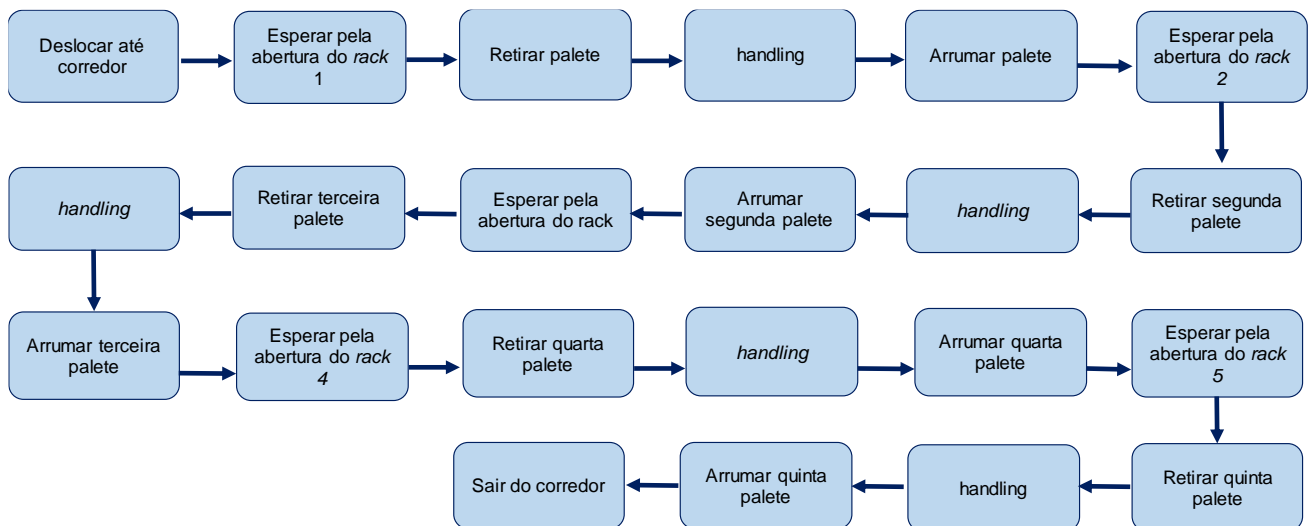 Deslocar até
corredor
Esperar pela
abertura do rack
1
Retirar palete
handling
Arrumar palete
Esperar pela
abertura do rack
2
Retirar segunda
palete
handling
Arrumar
segunda palete
Esperar pela
abertura do rack
Retirar terceira
palete
handling
Arrumar terceira
palete
Esperar pela
abertura do rack
4
Retirar quarta
palete
handling
Arrumar quarta
palete
Esperar pela
abertura do rack
5
Retirar quinta
palete
handling
Arrumar quinta
palete
Sair do corredor